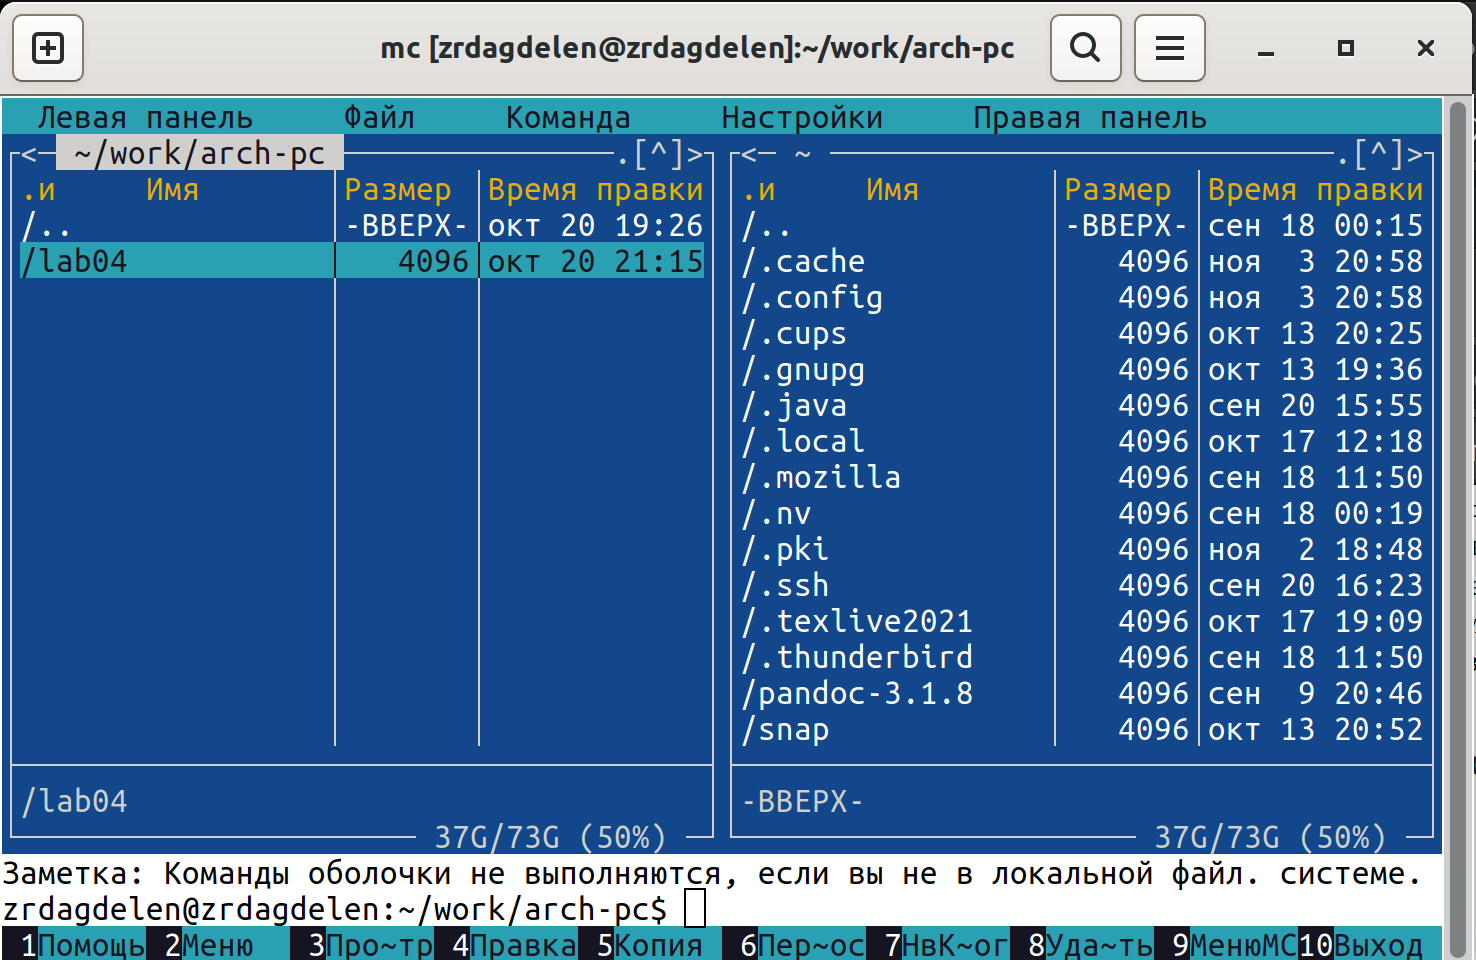 mc [zrdagdelen@zrdagdelen]:~/work/arch-pc
Левая панель Файл Команда Настройки Правая панель
<─ ~/work/arch-pc .[^]> <─ ~ .[^]>
.и Имя Размер Время правки .и Имя Размер Время правки
/.. -ВВЕРХ- окт 20 19:26 /.. -ВВЕРХ- сен 18 00:15
/lab04 4096 окт 20 21:15 /.cache 4096 ноя 3 20:58
/.config 4096 ноя 3 20:58
/.cups 4096 окт 13 20:25
/.gnupg 4096 окт 13 19:36
/.java 4096 сен 20 15:55
/.local 4096 окт 17 12:18
/.mozilla 4096 сен 18 11:50
/.nv 4096 сен 18 00:19
/.pki 4096 ноя 2 18:48
/.ssh 4096 сен 20 16:23
/.texlive2021 4096 окт 17 19:09
/.thunderbird 4096 сен 18 11:50
/pandoc-3.1.8 4096 сен 9 20:46
/snap 4096 окт 13 20:52
/lab04 -ВВЕРХ-
37G/73G (50%) 37G/73G (50%)
Заметка: Команды оболочки не выполняются, если вы не в локальной файл. системе.
zrdagdelen@zrdagdelen:~/work/arch-pc$
1Помощь 2Меню 3Про~тр 4Правка 5Копия 6Пер~ос 7НвК~ог 8Уда~ть 9МенюMC 10Выход